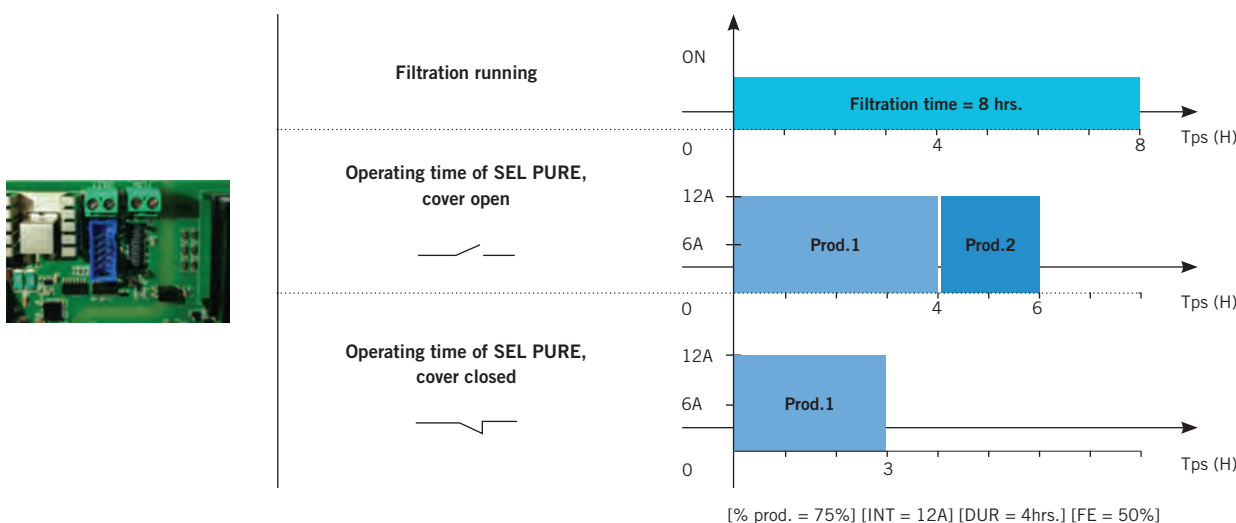 Filtration running
ON
Filtration time = 8 hrs.
0
4
8
Tps (H)
Operating time of SEL PURE,
cover open
12A
6A
0
Prod.1
Prod.2
4
6
Tps (H)
Operating time of SEL PURE,
cover closed
12A
6A
0
Prod.1
3
Tps (H)
[% prod. = 75%] [INT = 12A] [DUR = 4hrs.] [FE = 50%]